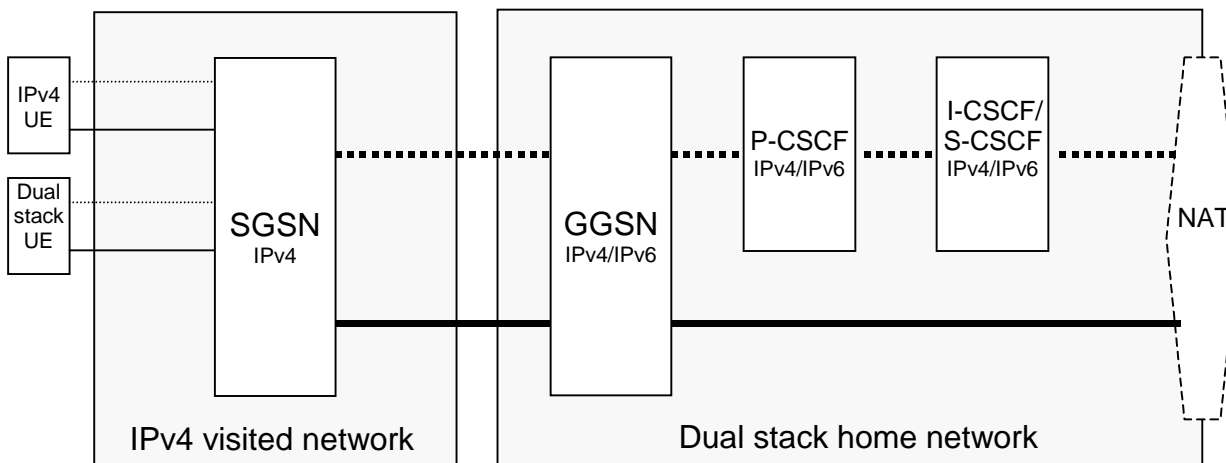 IPv4
UE
Dual
stack
UE
SGSN
IPv4
IPv4 visited network
GGSN
IPv4/IPv6
P-CSCF
IPv4/IPv6
I-CSCF/
S-CSCF
IPv4/IPv6
NAT
Dual stack home network